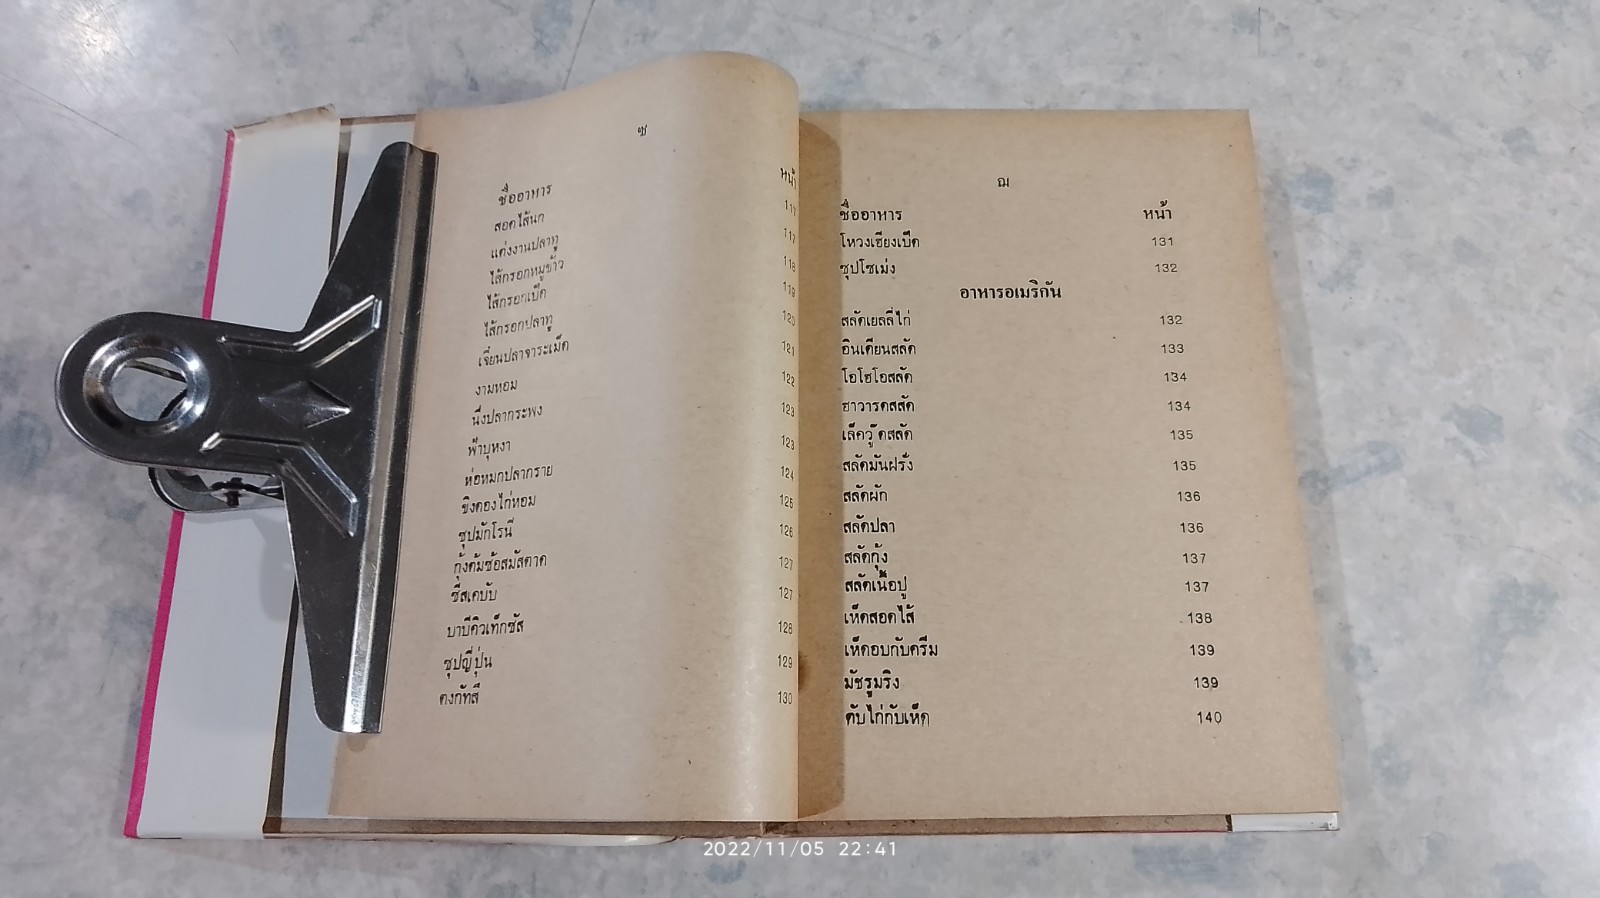 ซ
ชื่ออาหาร หน้า
สอดไส้นก 117
แต่งงานปลาทู 117
ไส้กรอกหมูข้าว 118
ไส้กรอกเป็ด 119
ไส้กรอกปลาทู 120
เจี๋ยนปลาจาระเม็ด 121
งามหอม 122
นึ่งปลากระพง 123
ฟ้าบุหงา 123
ห่อหมกปลากราย 124
ขิงดองไก่หอม 125
ซุปมักโรนี 126
กุ้งต้มซ้อสมัสตาด 127
ชีสเคบับ 127
บาบีคิวเท็กซัส 128
ซุปญี่ปุ่น 129
ตงกัทสึ 130
ฌ
ชื่ออาหาร หน้า
โหวงเฮียงเป็ด 131
ซุปโซเม่ง 132
อาหารอเมริกัน
สลัดเยลลี่ไก่ 132
อินเดียนสลัด 133
โอโฮโอสลัด 134
ฮาวารดสลัด 134
เล็ควู๊ดสลัด 135
สลัดมันฝรั่ง 135
สลัดผัก 136
สลัดปลา 136
สลัดกุ้ง 137
สลัดเนื้อปู 137
เห็ดสอดไส้ 138
เห็ดอบกับครีม 139
มัชรูมริง 139
ตับไก่กับเห็ด 140
2022/11/05 22:41